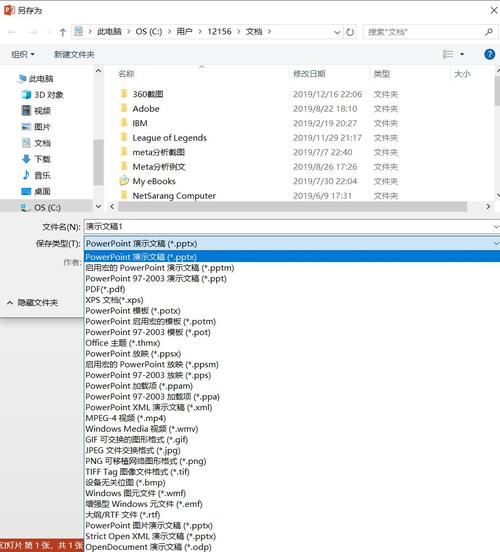 另存为
此电脑 › OS (C:) › 用户 › 12156 › 文档 ›
搜索"文档"
组织
新建文件夹
此电脑
3D 对象
视频
图片
文档
下载
音乐
桌面
OS (C:)
名称 修改日期 类型 大小
360截图 2019/12/16 22:06 文件夹
Adobe 2019/8/22 18:10 文件夹
IBM 2019/2/19 20:27 文件夹
League of Legends 2019/11/29 21:17 文件夹
meta分析截图 2019/7/7 22:40 文件夹
Meta分析例文 2019/8/26 17:26 文件夹
My eBooks 2019/7/30 22:04 文件夹
NetSarang Computer 2019/6/9 17:31 文件夹
文件名(N): 演示文稿1
保存类型(T): PowerPoint 演示文稿 (*.pptx)
作者:
隐藏文件夹
PowerPoint 演示文稿 (*.pptx)
启用宏的 PowerPoint 演示文稿 (*.pptm)
PowerPoint 97-2003 演示文稿 (*.ppt)
PDF(*.pdf)
XPS 文档(*.xps)
PowerPoint 模板 (*.potx)
PowerPoint 启用宏的模板 (*.potm)
PowerPoint 97-2003 模板 (*.pot)
Office 主题 (*.thmx)
PowerPoint 放映 (*.ppsx)
启用宏的 PowerPoint 放映 (*.ppsm)
PowerPoint 97-2003 放映 (*.pps)
PowerPoint 加载项 (*.ppam)
PowerPoint 97-2003 加载项 (*.ppa)
PowerPoint XML 演示文稿 (*.xml)
MPEG-4 视频 (*.mp4)
Windows Media 视频 (*.wmv)
GIF 可交换的图形格式 (*.gif)
JPEG 文件交换格式 (*.jpg)
PNG 可移植网络图形格式 (*.png)
TIFF Tag 图像文件格式 (*.tif)
设备无关位图 (*.bmp)
Windows 图元文件 (*.wmf)
增强型 Windows 元文件 (*.emf)
大纲/RTF 文件 (*.rtf)
PowerPoint 图片演示文稿 (*.pptx)
Strict Open XML 演示文稿 (*.pptx)
OpenDocument 演示文稿 (*.odp)
幻灯片第 1 张，共 1 张